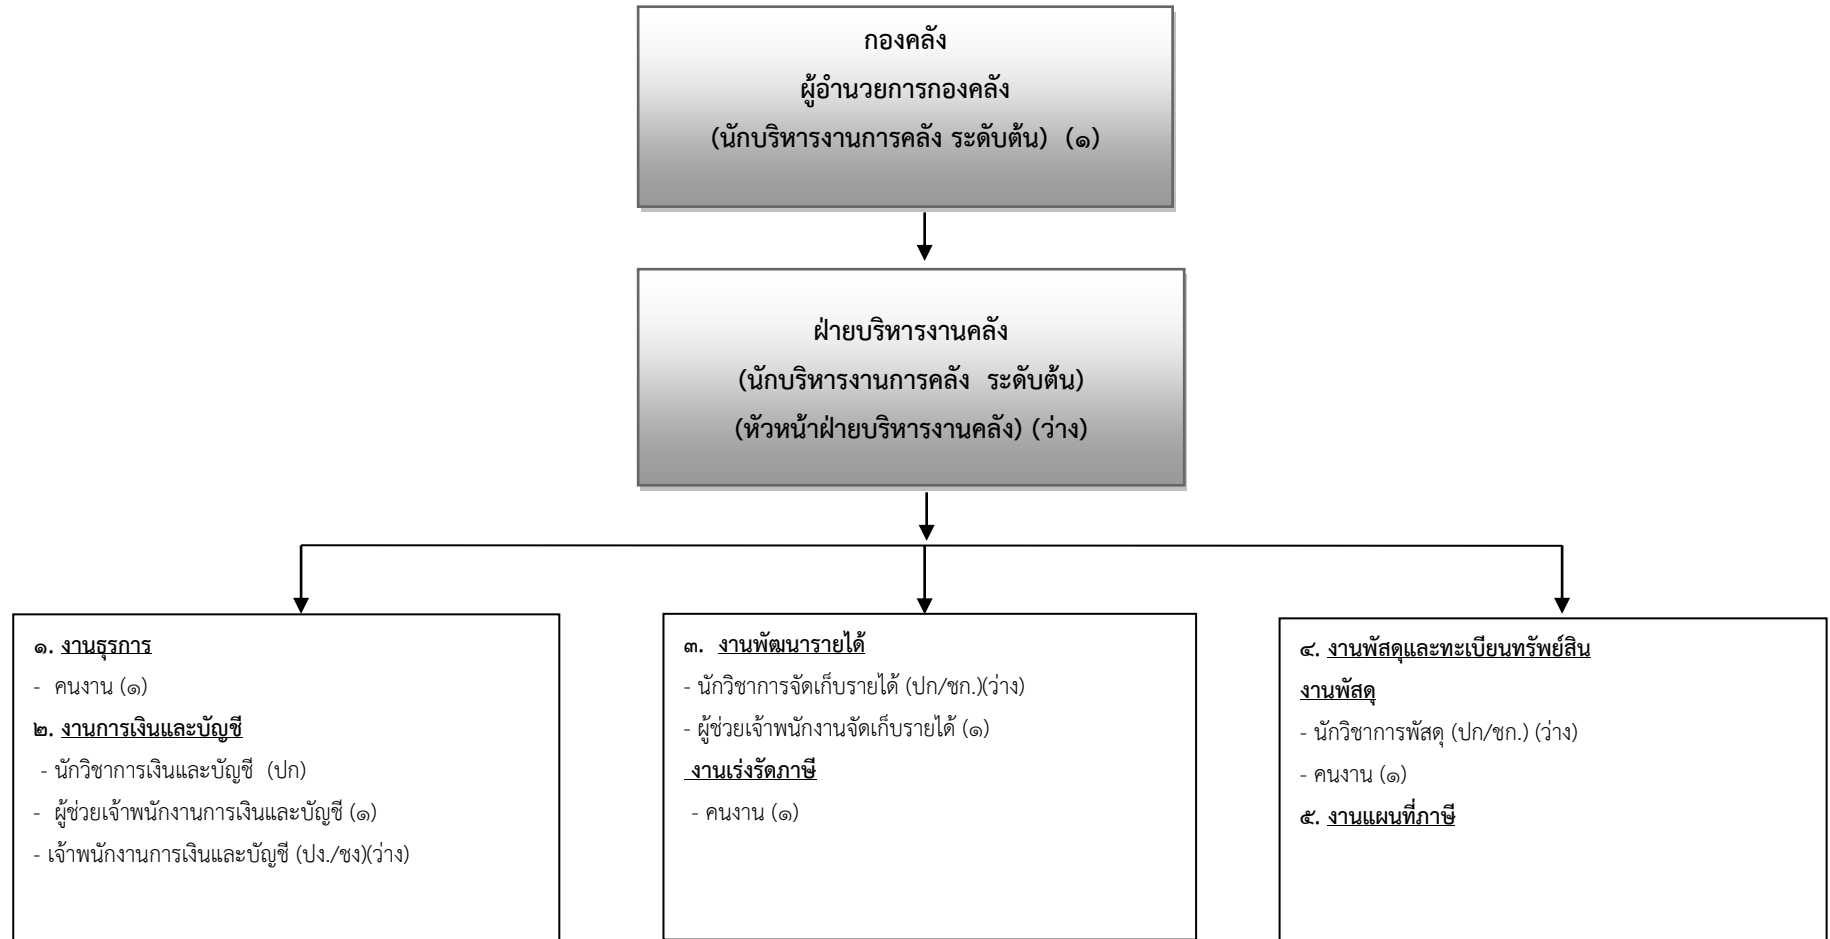 กองคลัง
ผู้อำนวยการกองคลัง
(นักบริหารงานการคลัง ระดับต้น) (๑)
ฝ่ายบริหารงานคลัง
(นักบริหารงานการคลัง ระดับต้น)
(หัวหน้าฝ่ายบริหารงานคลัง) (ว่าง)
๑. งานธุรการ
- คนงาน (๑)
๒. งานการเงินและบัญชี
- นักวิชาการเงินและบัญชี (ปก)
- ผู้ช่วยเจ้าพนักงานการเงินและบัญชี (๑)
- เจ้าพนักงานการเงินและบัญชี (ปง./ชง)(ว่าง)
๓. งานพัฒนารายได้
- นักวิชาการจัดเก็บรายได้ (ปก/ชก.)(ว่าง)
- ผู้ช่วยเจ้าพนักงานจัดเก็บรายได้ (๑)
งานเร่งรัดภาษี
- คนงาน (๑)
๔. งานพัสดุและทะเบียนทรัพย์สิน
งานพัสดุ
- นักวิชาการพัสดุ (ปก/ชก.) (ว่าง)
- คนงาน (๑)
๕. งานแผนที่ภาษี